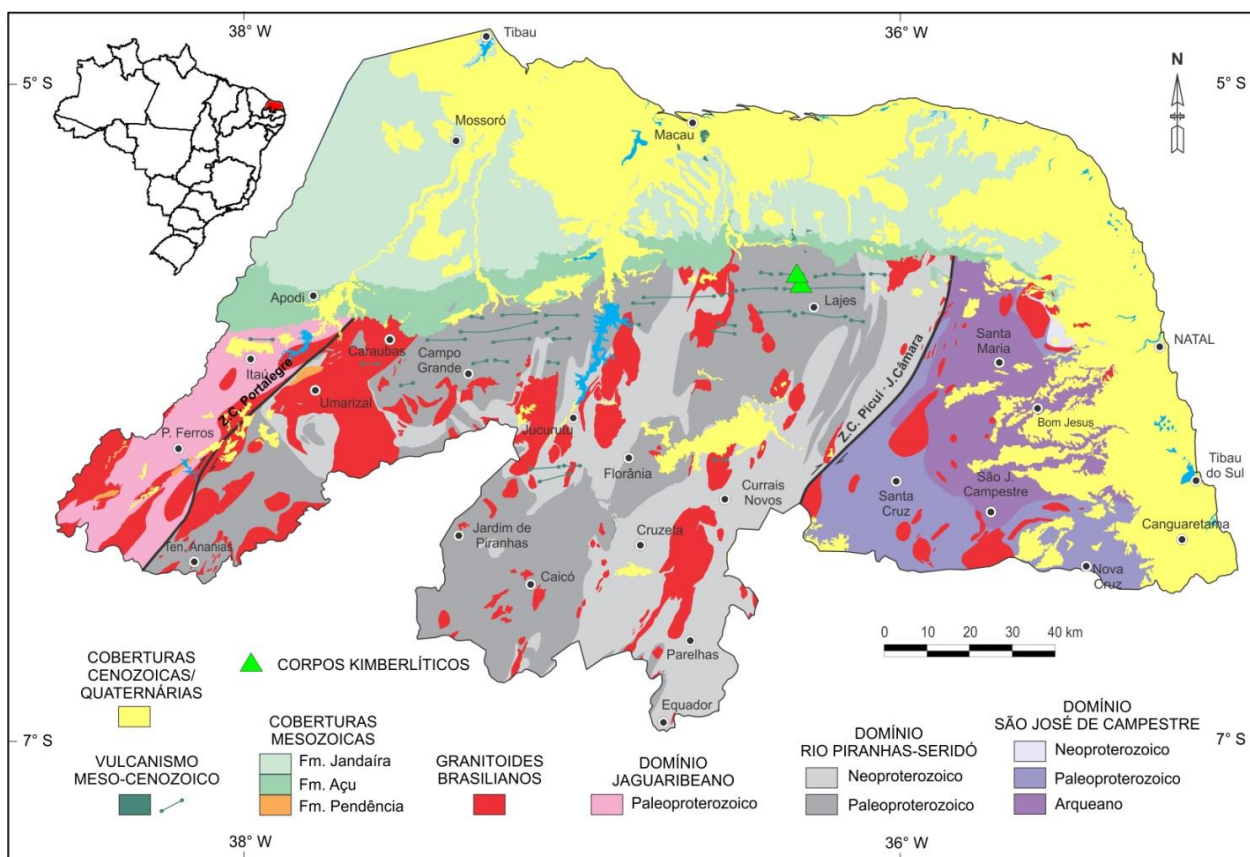 38° W
36° W
5° S
5° S
Tibau
N
Mossoró
Macau
Apodi
Lajes
Caraubas
Campo
Grande
Santa
Maria
NATAL
Itaú
Z.C. Portalegre
Umarizal
Z.C. Picuí - J.Câmara
Bom Jesus
Jucurutu
P. Ferros
Florânia
Tibau
do Sul
Currais
Novos
Santa
Cruz
São J.
Campestre
Jardim de
Piranhas
Cruzeta
Canguaretama
Ten. Ananias
Caicó
Nova
Cruz
Parelhas
0 10 20 30 40 km
Equador
COBERTURAS
CENOZOICAS/
QUATERNÁRIAS
CORPOS KIMBERLÍTICOS
VULCANISMO
MESO-CENOZOICO
COBERTURAS
MESOZOICAS
Fm. Jandaíra
Fm. Açu
Fm. Pendência
GRANITOIDES
BRASILIANOS
DOMÍNIO
JAGUARIBEANO
Paleoproterozoico
DOMÍNIO
RIO PIRANHAS-SERIDÓ
Neoproterozoico
Paleoproterozoico
DOMÍNIO
SÃO JOSÉ DE CAMPESTRE
Neoproterozoico
Paleoproterozoico
Arqueano
7° S
7° S
38° W
36° W